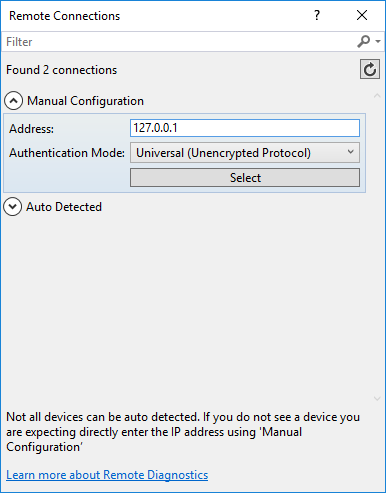 Remote Connections
Filter
Found 2 connections
Manual Configuration
Address: 127.0.0.1
Authentication Mode: Universal (Unencrypted Protocol)
Select
Auto Detected
Not all devices can be auto detected. If you do not see a device you
are expecting directly enter the IP address using 'Manual
Configuration'
Learn more about Remote Diagnostics